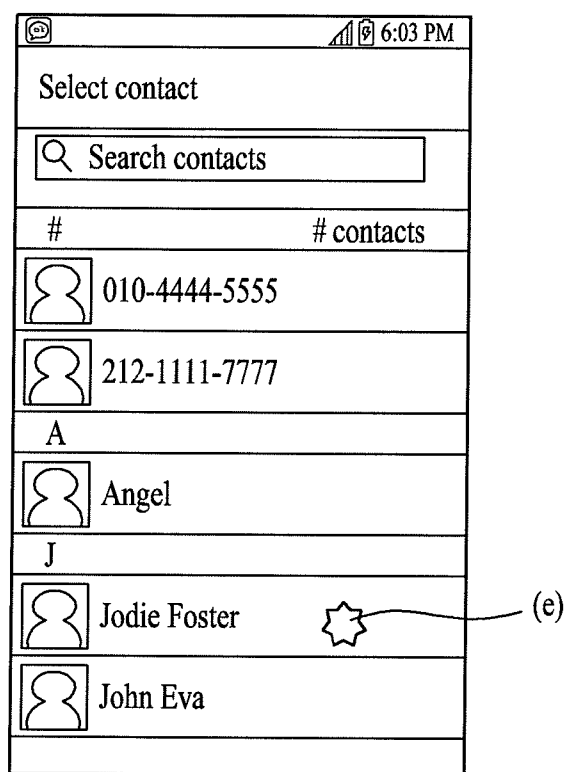 6:03 PM
Select contact
Search contacts
# # contacts
010-4444-5555
212-1111-7777
A
Angel
J
Jodie Foster (e)
John Eva